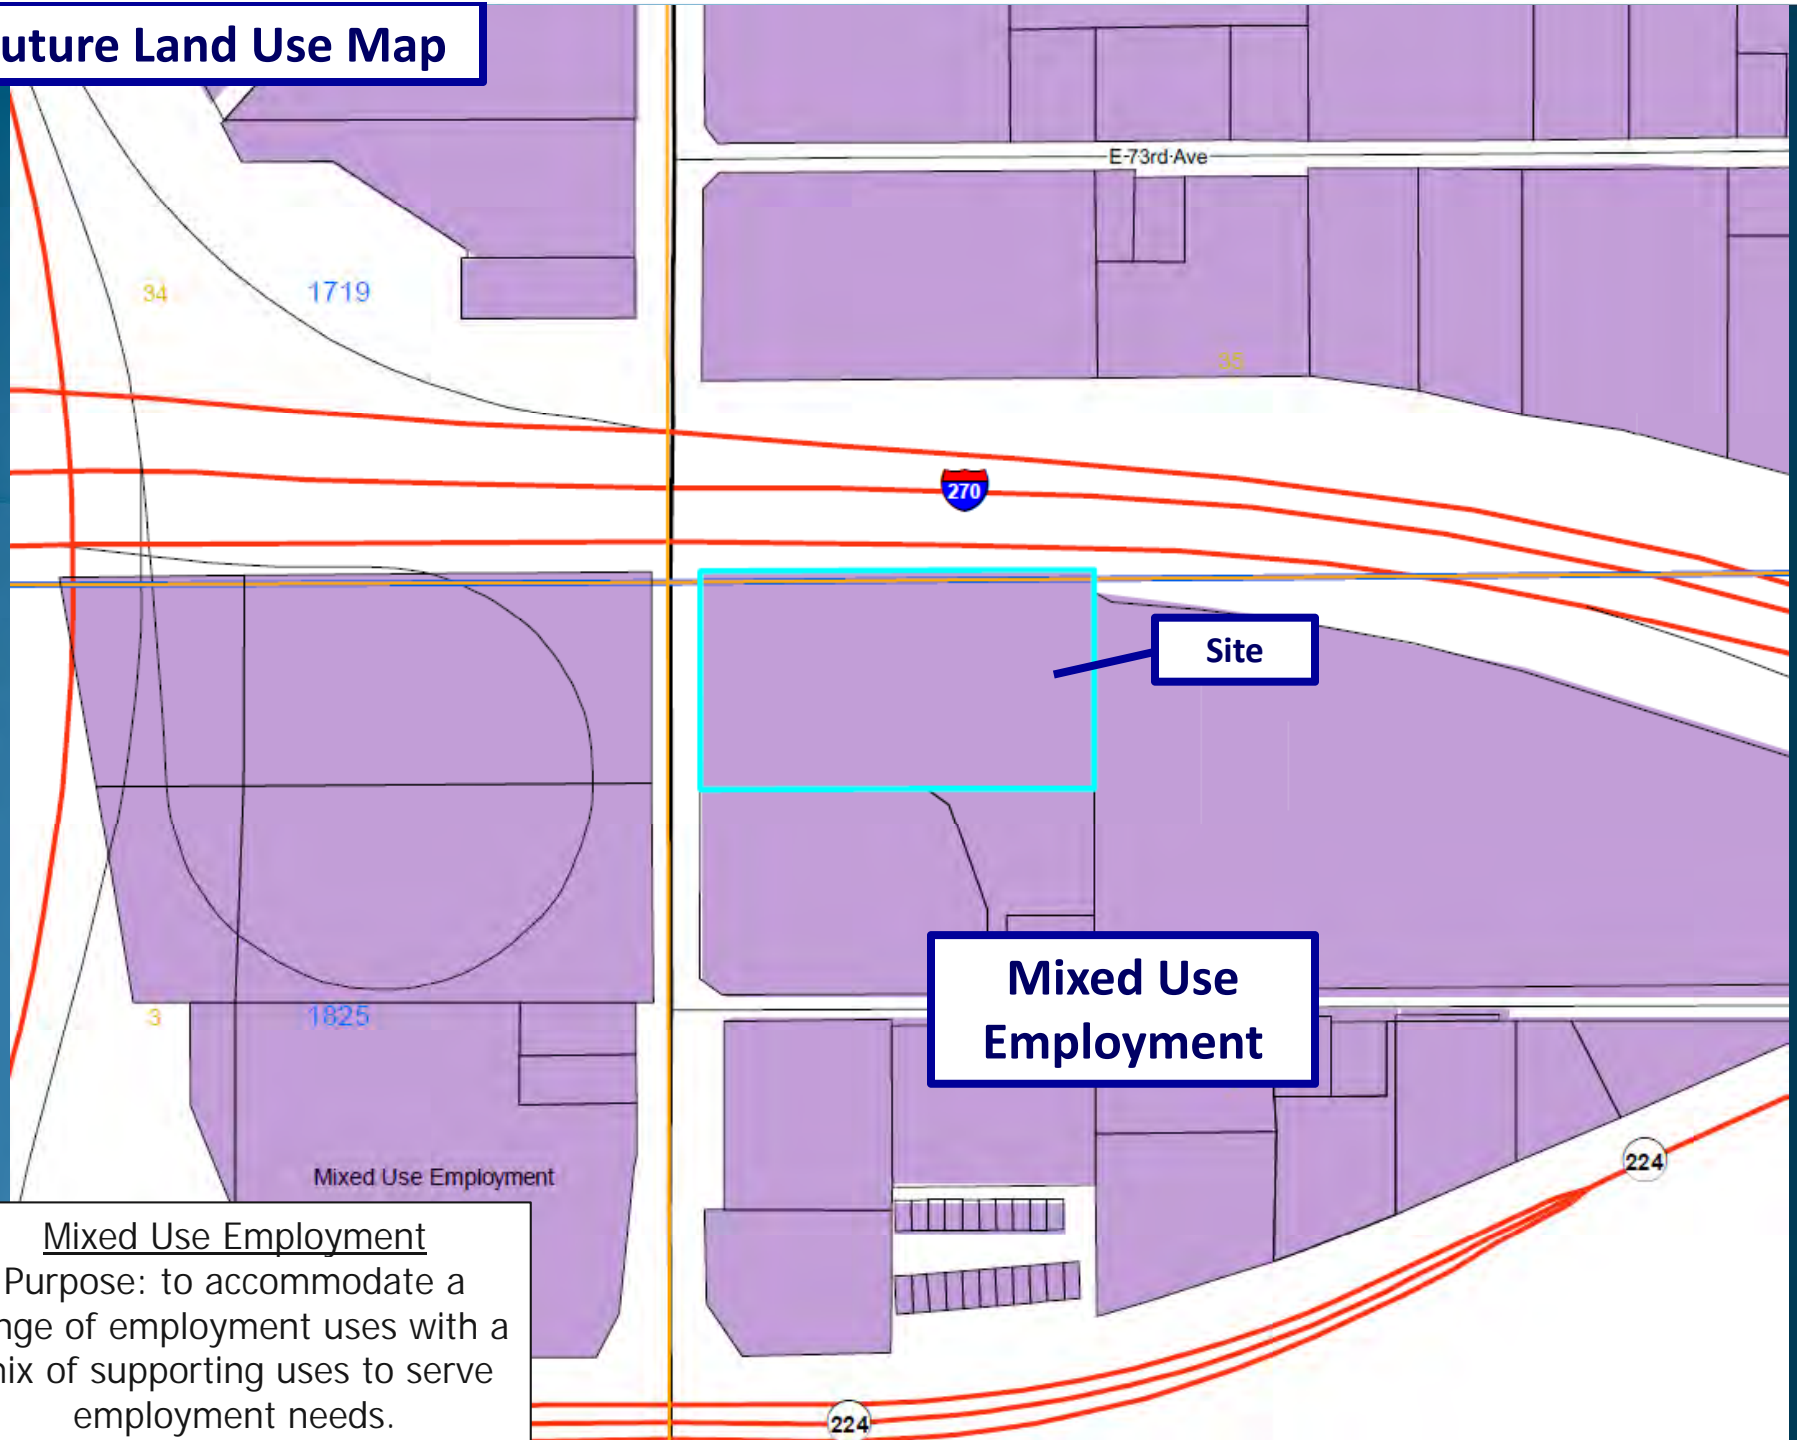 uture Land Use Map
E 73rd Ave
34
1719
35
270
Site
Mixed Use
Employment
3
1825
Mixed Use Employment
224
Mixed Use Employment
Purpose: to accommodate a
nge of employment uses with a
mix of supporting uses to serve
employment needs.
224